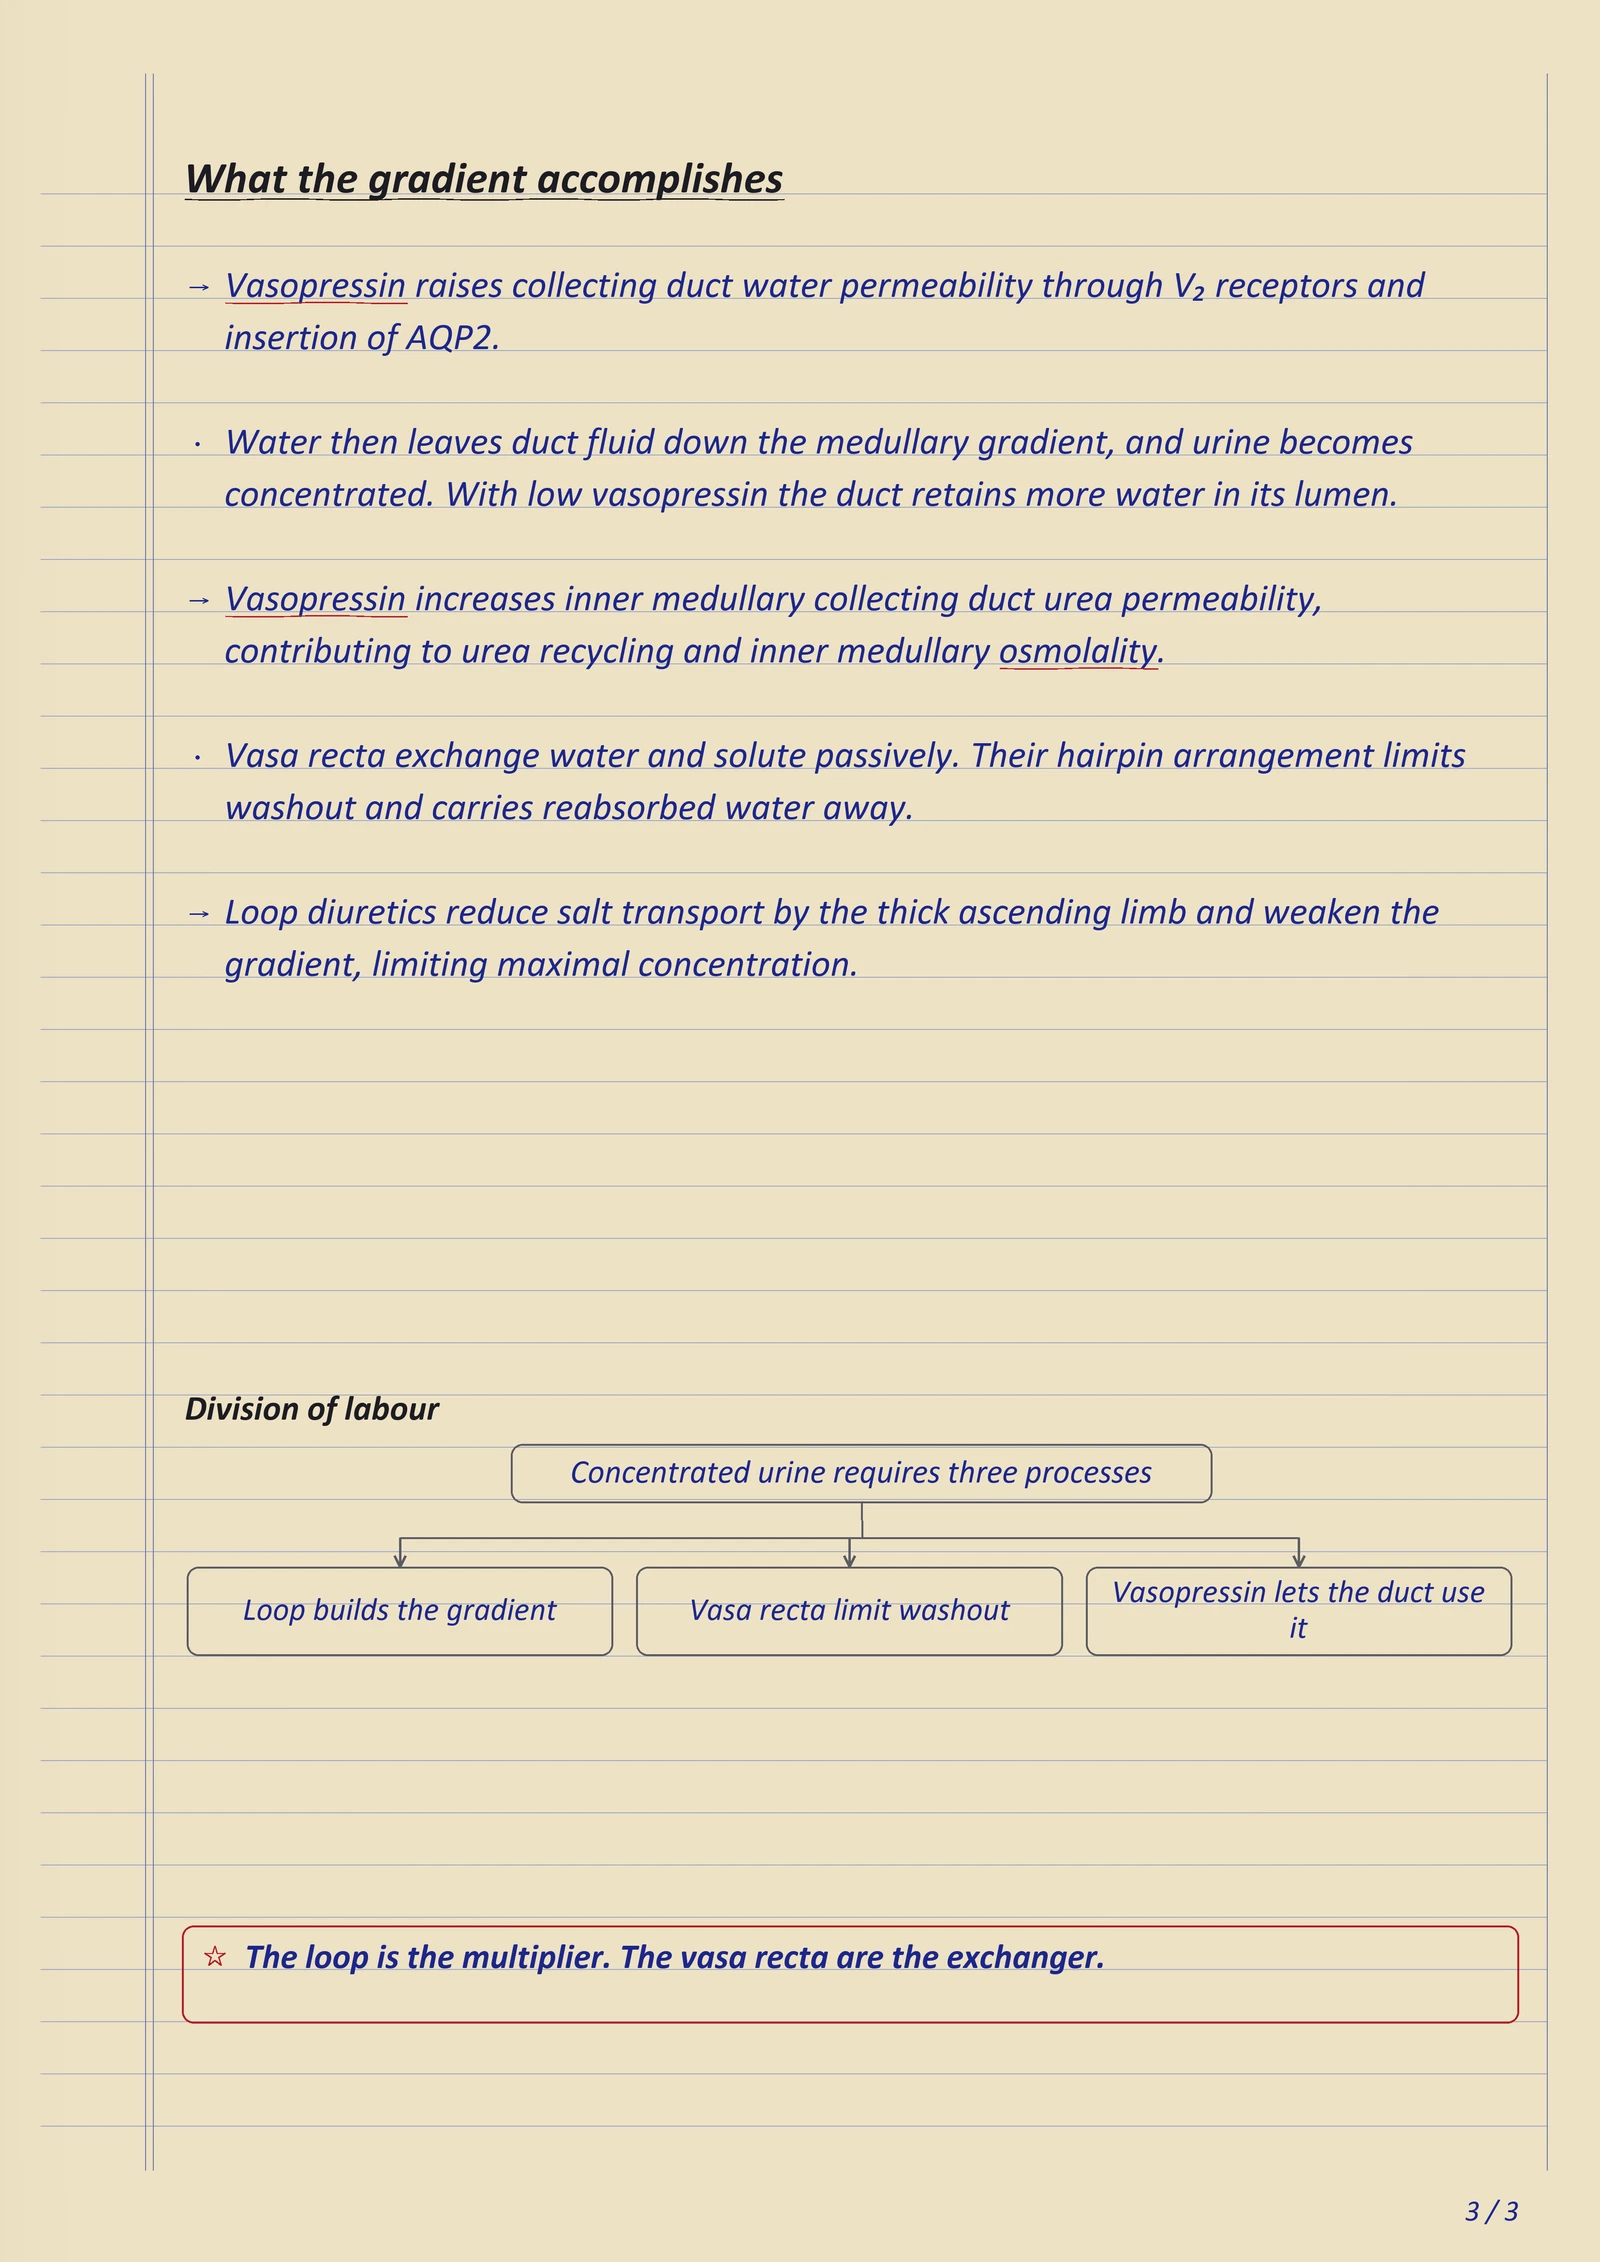 What the gradient accomplishes
→ Vasopressin raises collecting duct water permeability through V₂ receptors and
insertion of AQP2.
· Water then leaves duct fluid down the medullary gradient, and urine becomes
concentrated. With low vasopressin the duct retains more water in its lumen.
→ Vasopressin increases inner medullary collecting duct urea permeability,
contributing to urea recycling and inner medullary osmolality.
· Vasa recta exchange water and solute passively. Their hairpin arrangement limits
washout and carries reabsorbed water away.
→ Loop diuretics reduce salt transport by the thick ascending limb and weaken the
gradient, limiting maximal concentration.
Division of labour
Concentrated urine requires three processes
Loop builds the gradient
Vasa recta limit washout
Vasopressin lets the duct use
it
☆ The loop is the multiplier. The vasa recta are the exchanger.
3 / 3